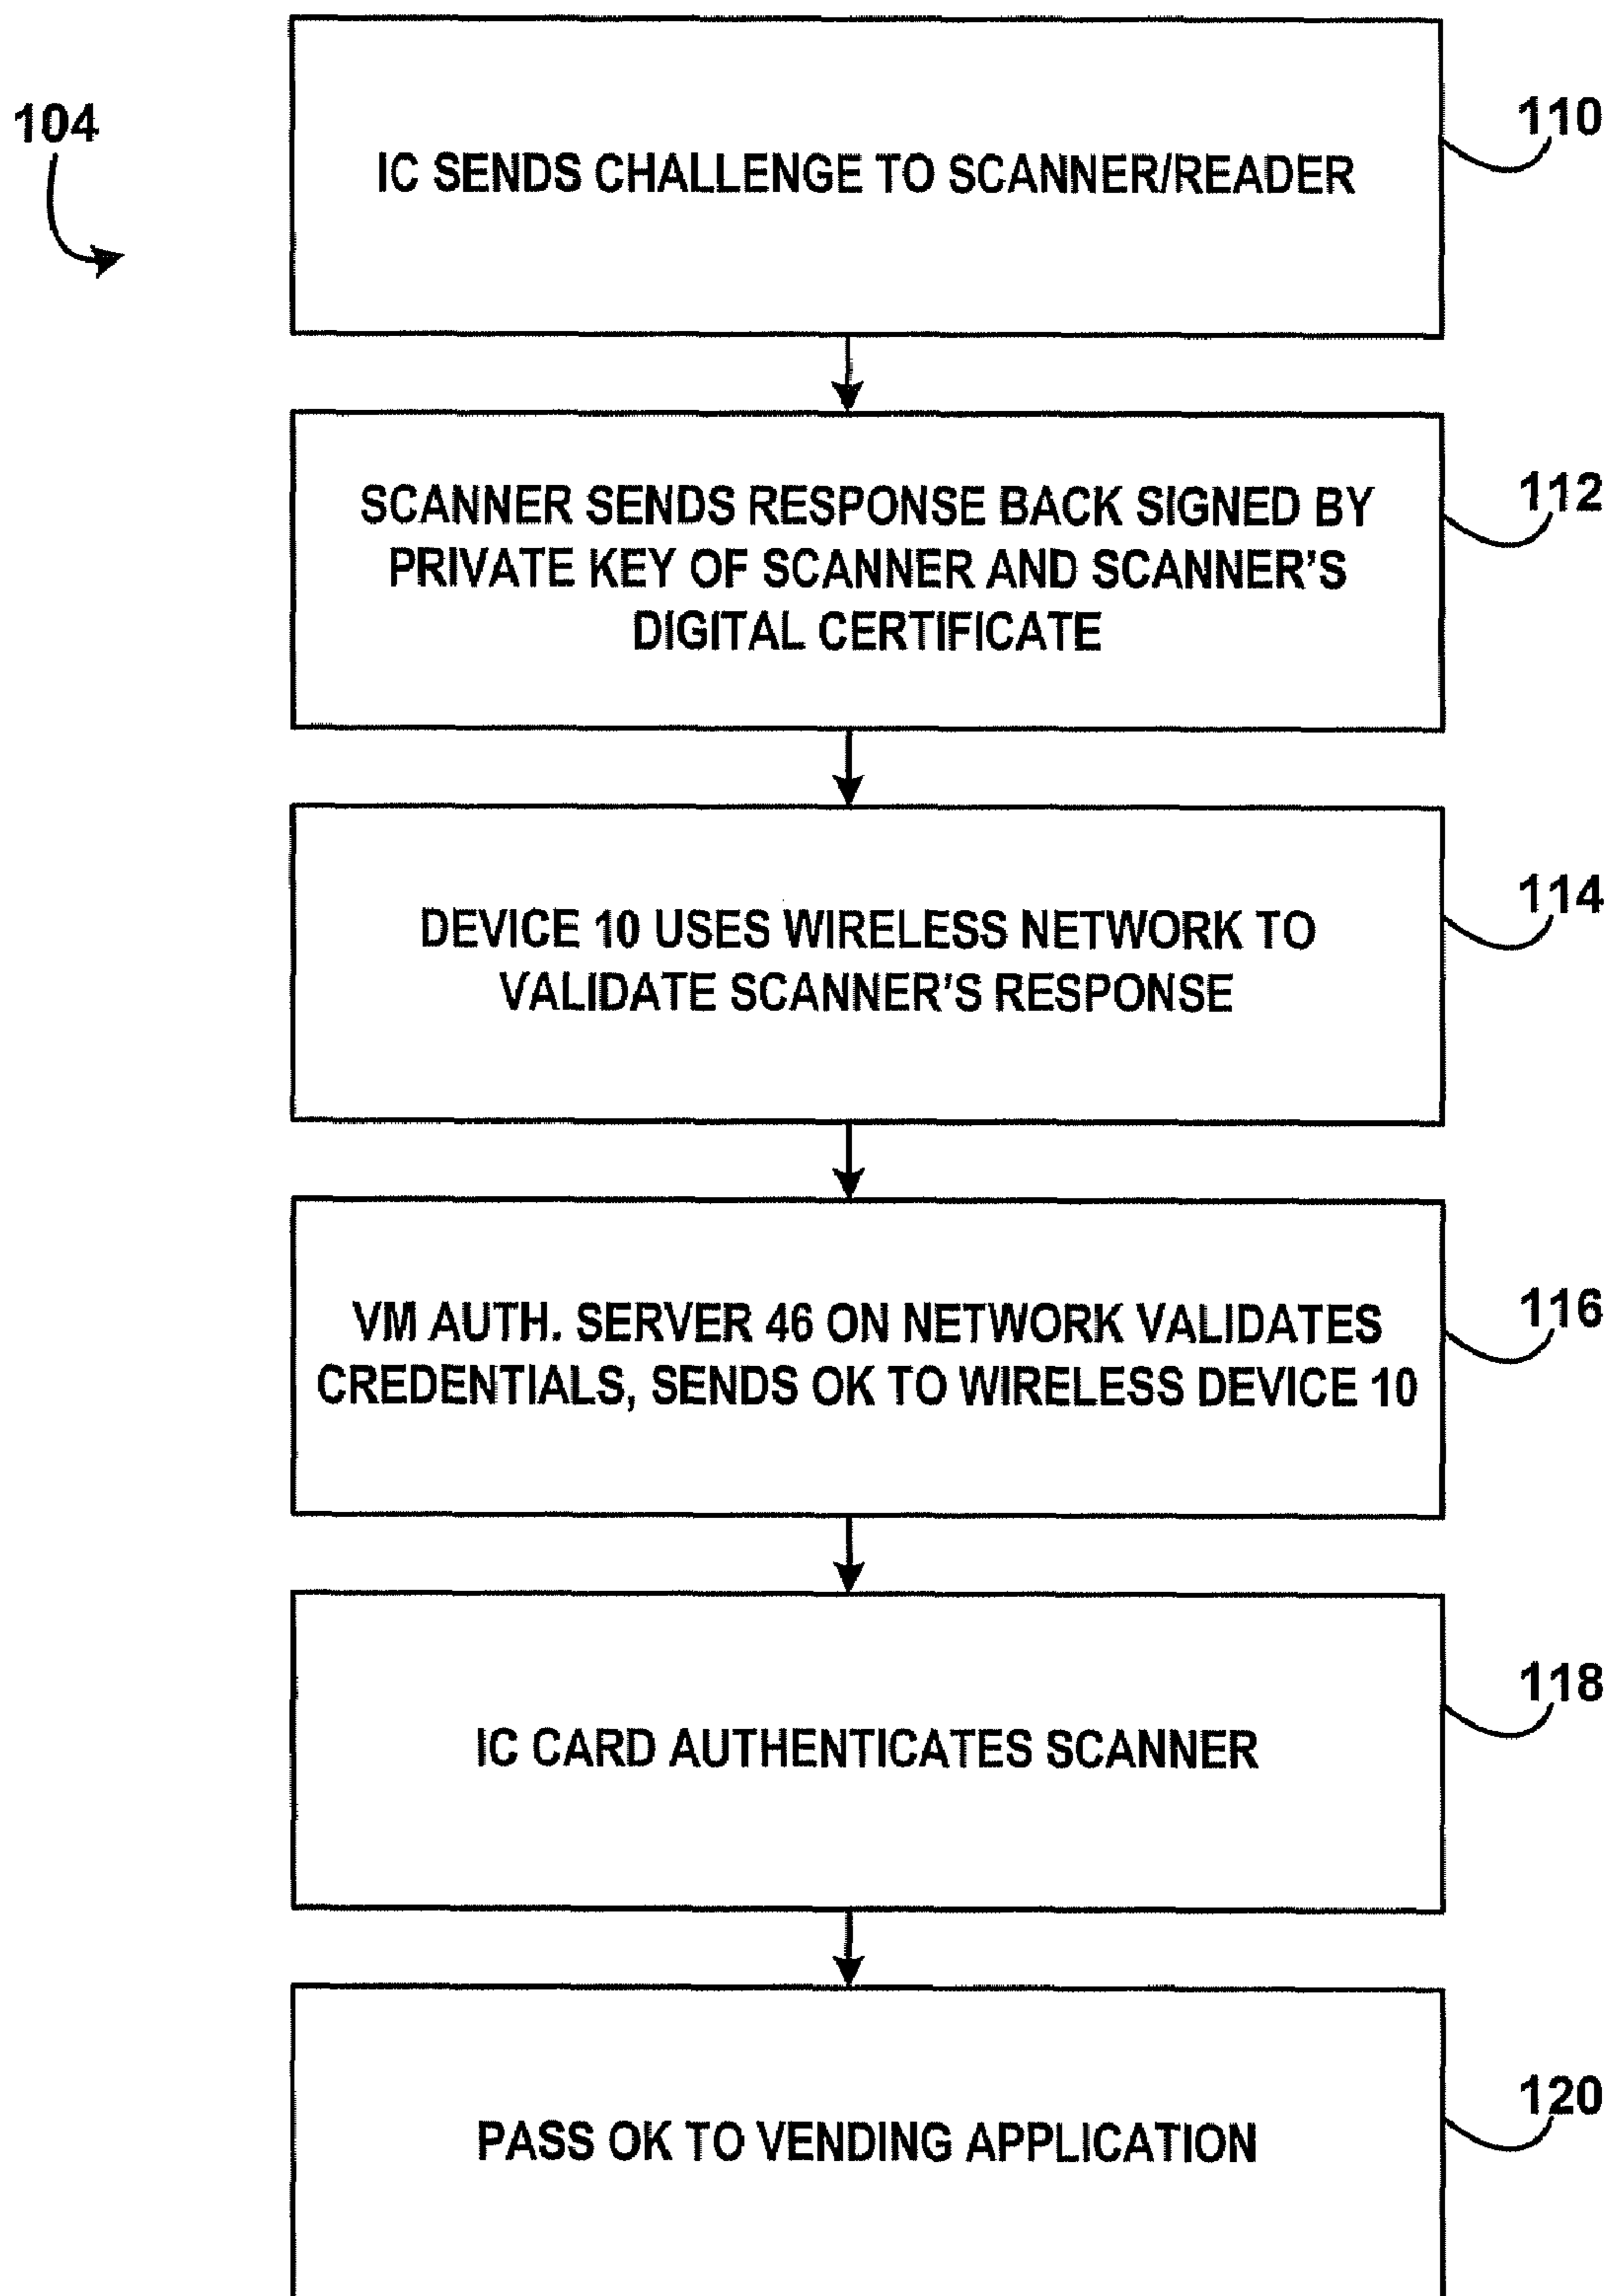 104
110
IC SENDS CHALLENGE TO SCANNER/READER
112
SCANNER SENDS RESPONSE BACK SIGNED BY
PRIVATE KEY OF SCANNER AND SCANNER'S
DIGITAL CERTIFICATE
114
DEVICE 10 USES WIRELESS NETWORK TO
VALIDATE SCANNER'S RESPONSE
116
VM AUTH. SERVER 46 ON NETWORK VALIDATES
CREDENTIALS, SENDS OK TO WIRELESS DEVICE 10
118
IC CARD AUTHENTICATES SCANNER
120
PASS OK TO VENDING APPLICATION